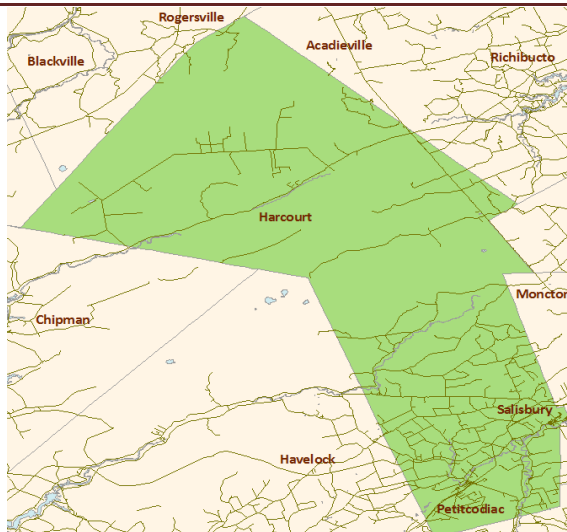 Rogersville
Acadieville
Blackville
Richibucto
Harcourt
Moncton
Chipman
Salisbury
Havelock
Petitcodiac